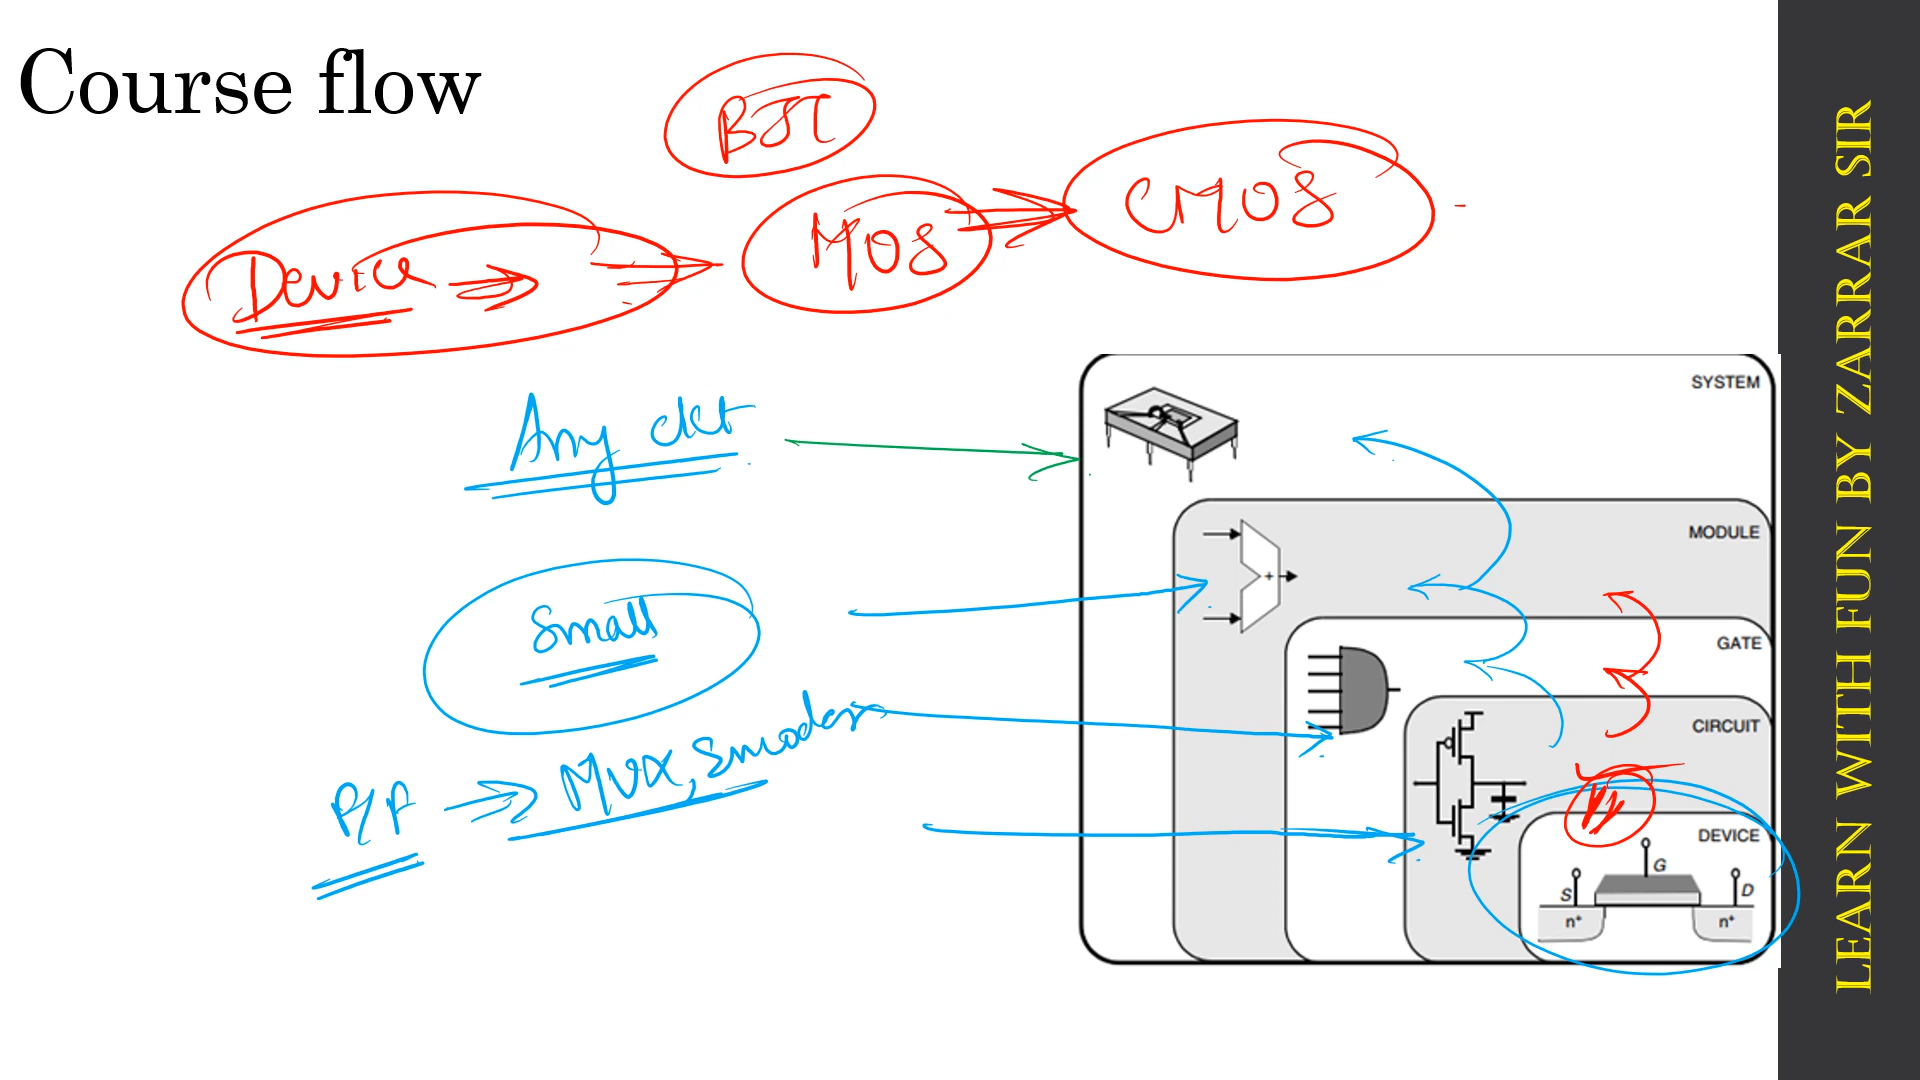 Course flow
BJT
Device ⇒ MOS ⇒ CMOS
SYSTEM
Any ckt
MODULE
+
Small
GATE
CIRCUIT
MUX,
DEVICE
G
S
D
n+
n+
LEARN WITH FUN BY ZARRAR SIR